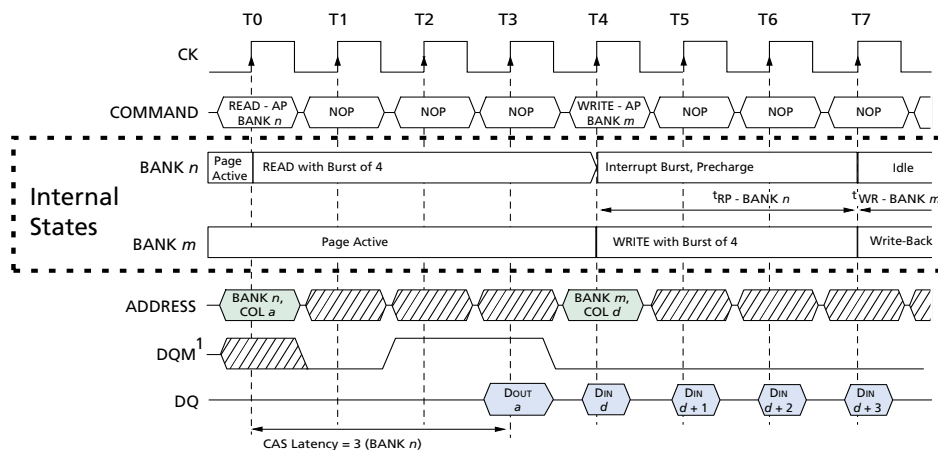 T0 T1 T2 T3 T4 T5 T6 T7
CK
COMMAND
READ - AP
BANK n
NOP
NOP
NOP
WRITE - AP
BANK m
NOP
NOP
NOP
Internal
States
BANK n
Page
Active
READ with Burst of 4
Interrupt Burst, Precharge
Idle
tRP - BANK n
tWR - BANK m
BANK m
Page Active
WRITE with Burst of 4
Write-Back
ADDRESS
BANK n,
COL a
BANK m,
COL d
DQM1
DQ
DOUT
a
DIN
d
DIN
d + 1
DIN
d + 2
DIN
d + 3
CAS Latency = 3 (BANK n)